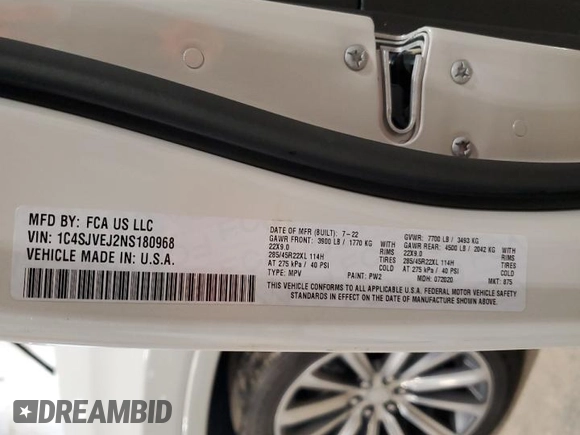 MFD BY: FCA US LLC
VIN: 1C4SJVEJ2NS180968
VEHICLE MADE IN: U.S.A.
DATE OF MFR (BUILT): 7-22 GVWR: 7700 LB / 3493 KG
GAWR FRONT: 3900 LB / 1770 KG GAWR REAR: 4500 LB / 2042 KG
22X9.0 RIMS 22X9.0 RIMS
285/45R22XL 114H TIRES 285/45R22XL 114H TIRES
AT 275 kPa / 40 PSI COLD AT 275 kPa / 40 PSI COLD
TYPE: MPV PAINT: PW2 MDH: 072020 MKT: 875
THIS VEHICLE CONFORMS TO ALL APPLICABLE U.S.A. FEDERAL MOTOR VEHICLE SAFETY
STANDARDS IN EFFECT ON THE DATE OF MANUFACTURE SHOWN ABOVE.
DREAMBID